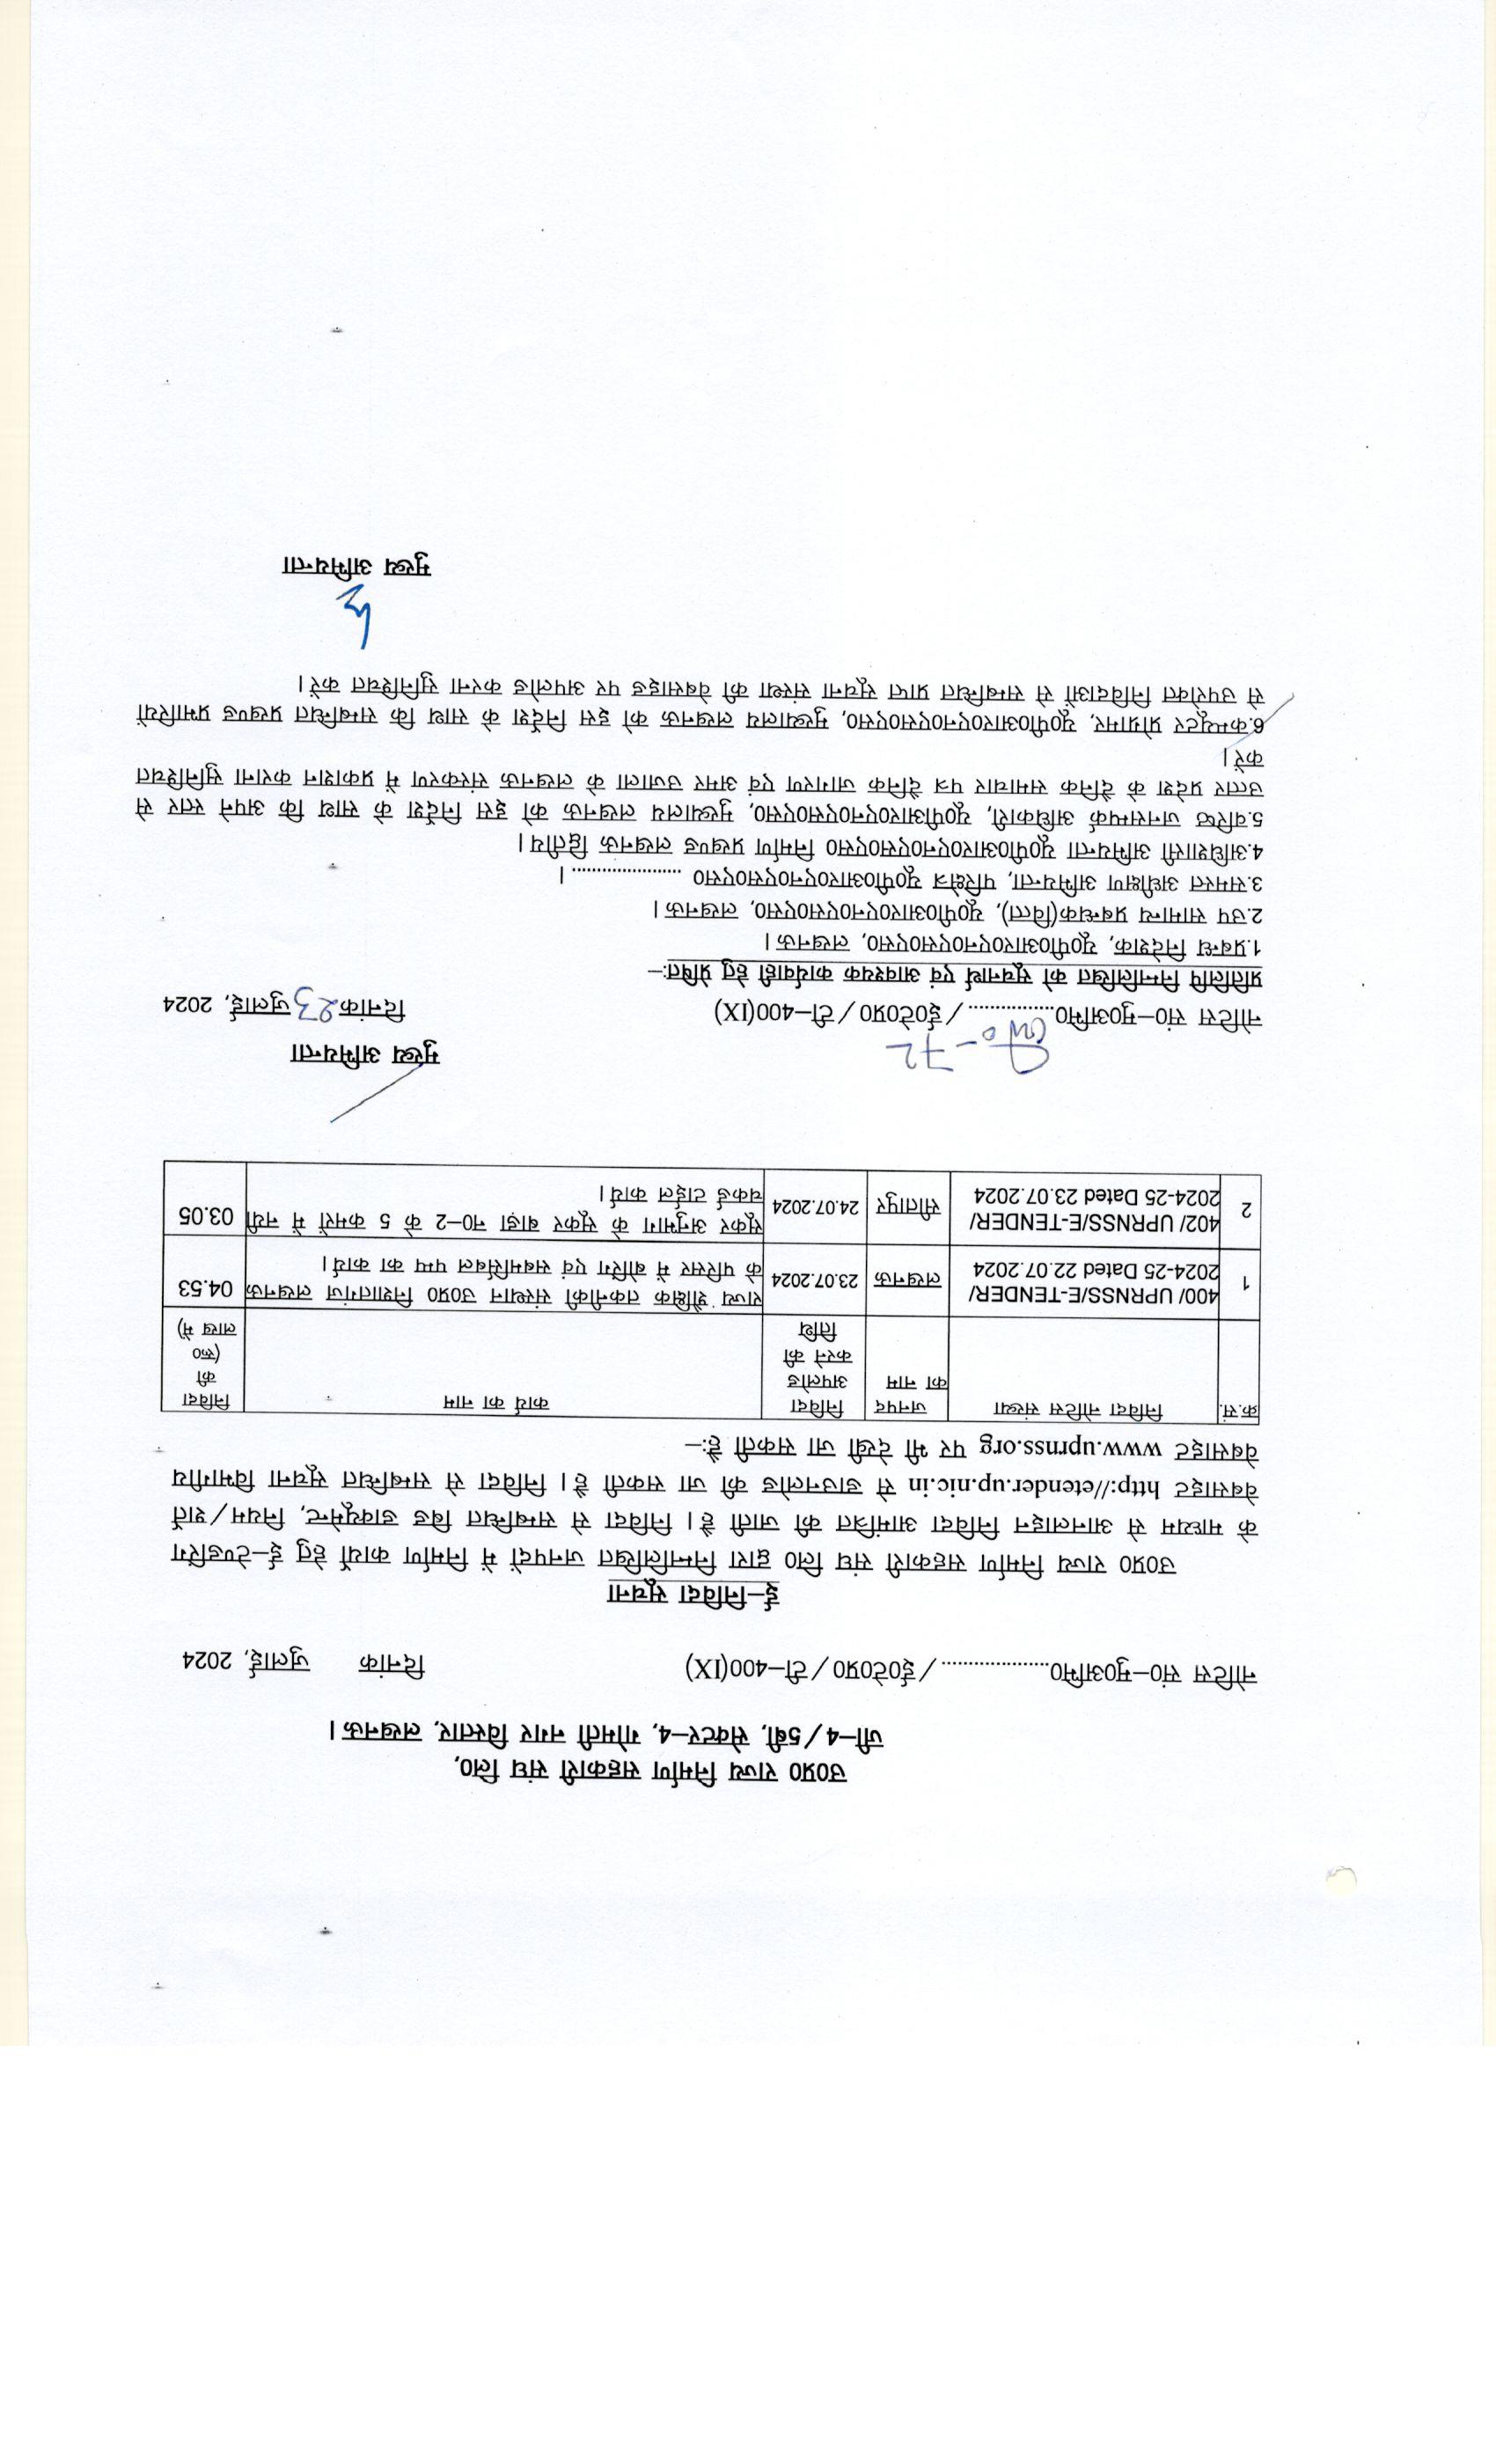 उ0प्र0 राज्य निर्माण सहकारी संघ लि0,
जी–4/5बी, सेक्टर–4, गोमती नगर विस्तार, लखनऊ।
नोटिस सं0–मु0अभि0.................... /ई0टे0प्र0/टी–400(IX) दिनांक जुलाई, 2024
ई–निविदा सूचना
उ0प्र0 राज्य निर्माण सहकारी संघ लि0 द्वारा निम्नलिखित जनपदों में निर्माण कार्यो हेतु ई–टेण्डरिंग
के माध्यम से आनलाइन निविदा आमंत्रित की जाती है। निविदा से सम्बन्धित बिड डाक्यूमेन्ट, नियम/शर्ते
वेबसाइट http://etender.up.nic.in से डाउनलोड की जा सकती है। निविदा से सम्बन्धित सूचना विभागीय
वेबसाइट www.uprnss.org पर भी देखी जा सकती हैः–
क्र.सं. निविदा नोटिस संख्या जनपद का नाम निविदा अपलोड करने की तिथि कार्य का नाम निविदा की (रू0 लाख में)
1 400/ UPRNSS/E-TENDER/ 2024-25 Dated 22.07.2024 लखनऊ 23.07.2024 राज्य शैक्षिक तकनीकी संस्थान उ0प्र0 निशातगंज लखनऊ के परिसर में बोरिंग एवं सबमर्सिबल पम्प का कार्य। 04.53
2 402/ UPRNSS/E-TENDER/ 2024-25 Dated 23.07.2024 सीतापुर 24.07.2024 सूकर अनुभाग के सूकर बाड़ा न0–2 के 5 कमरों में नयी चकर्ड टाईल कार्य। 03.05
मुख्य अभियन्ता
नोटिस सं0–मु0अभि0................ –72 /ई0टे0प्र0/टी–400(IX) दिनांक 23 जुलाई, 2024
प्रतिलिपि निम्नलिखित को सूचनार्थ एवं आवश्यक कार्यवाही हेतु प्रेषितः–
1.प्रबन्ध निदेशक, यू0पी0आर0एन0एस0एस0, लखनऊ।
2.उप सामान्य प्रबन्धक(वित्त), यू0पी0आर0एन0एस0एस0, लखनऊ।
3.समस्त अधीक्षण अभियन्ता, परिक्षेत्र यू0पी0आर0एन0एस0एस0 ...................... ।
4.अधिशासी अभियन्ता यू0पी0आर0एन0एस0एस0 निर्माण प्रखण्ड लखनऊ द्वितीय।
5.वरिष्ठ जनसम्पर्क अधिकारी, यू0पीआर0एन0एस0एस0, मुख्यालय लखनऊ को इस निर्देश के साथ कि अपने स्तर से
उत्तर प्रदेश के दैनिक समाचार पत्र दैनिक जागरण एवं अमर उजाला के लखनऊ संस्करण में प्रकाशन कराना सुनिश्चित
करें।
6.कम्प्यूटर प्रोग्रामर, यू0पी0आर0एन0एस0एस0, मुख्यालय लखनऊ को इस निर्देश के साथ कि सम्बन्धित प्रखण्ड प्रभारियों
से उपरोक्त निविदाओं से सम्बन्धित प्राप्त सूचना संस्था की वेबसाइड पर अपलोड करना सुनिश्चित करें।
मुख्य अभियन्ता